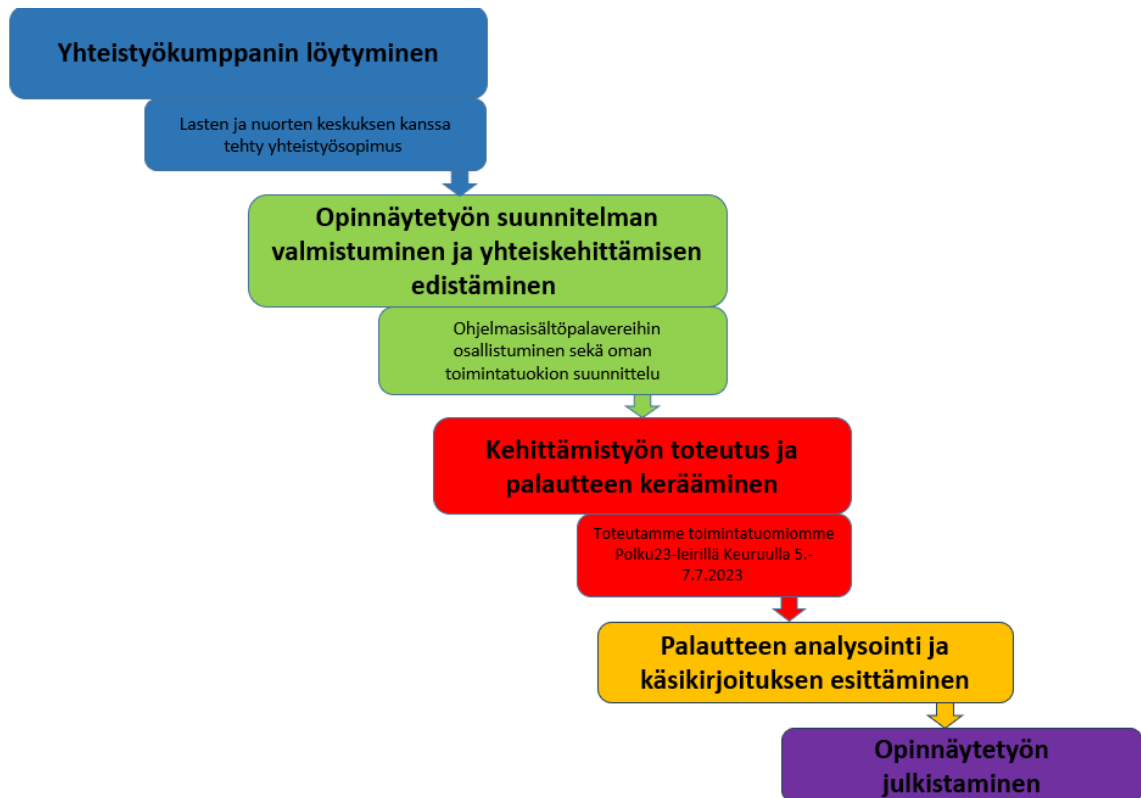 Yhteistyökumppanin löytyminen
Lasten ja nuorten keskuksen kanssa
tehty yhteistyösopimus
Opinnäytetyön suunnitelman
valmistuminen ja yhteiskehittämisen
edistäminen
Ohjelmasisältöpalavereihin
osallistuminen sekä oman
toimintatuokion suunnittelu
Kehittämistyön toteutus ja
palautteen kerääminen
Toteutamme toimintatuomiomme
Polku23-leirillä Keuruulla 5.-
7.7.2023
Palautteen analysointi ja
käsikirjoituksen esittäminen
Opinnäytetyön
julkistaminen